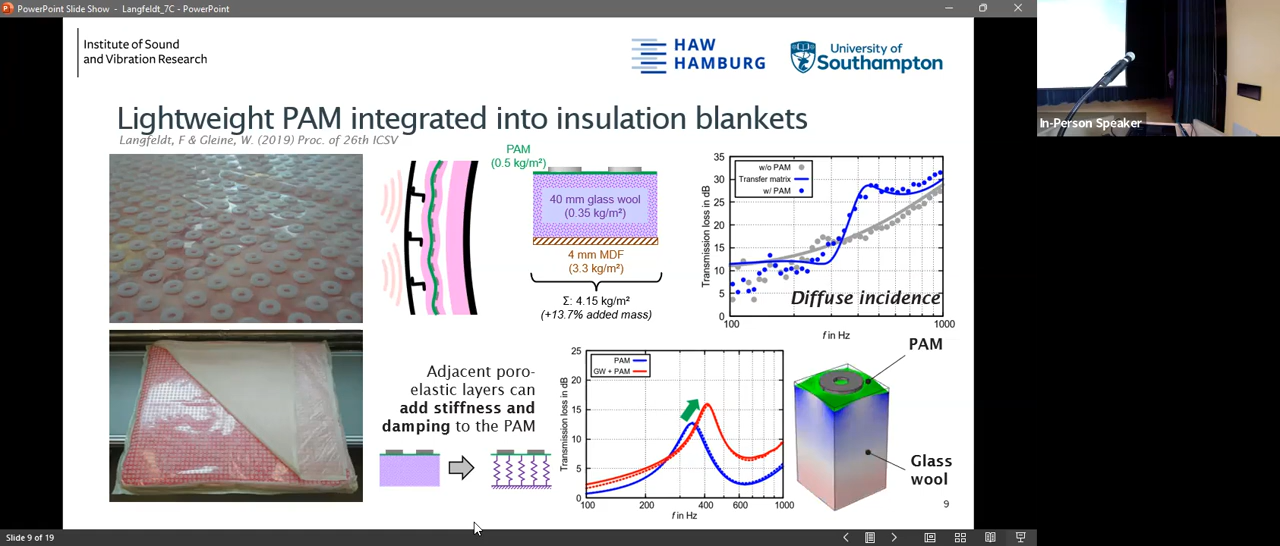 PowerPoint Slide Show - Langfeldt_7C - PowerPoint
Institute of Sound
and Vibration Research
HAW
HAMBURG
University of
Southampton
In-Person Speaker
Lightweight PAM integrated into insulation blankets
Langfeldt, F & Gleine, W. (2019) Proc. of 26th ICSV
PAM
(0.5 kg/m²)
40 mm glass wool
(0.35 kg/m²)
4 mm MDF
(3.3 kg/m²)
Σ: 4.15 kg/m²
(+13.7% added mass)
Transmission loss in dB
35
30
25
20
15
10
5
0
w/o PAM
Transfer matrix
w/ PAM
Diffuse incidence
100
1000
f in Hz
Adjacent poro-
elastic layers can
add stiffness and
damping to the PAM
Transmission loss in dB
25
20
15
10
5
0
PAM
GW + PAM
100
200
400
600
1000
f in Hz
PAM
Glass
wool
9
Slide 9 of 19